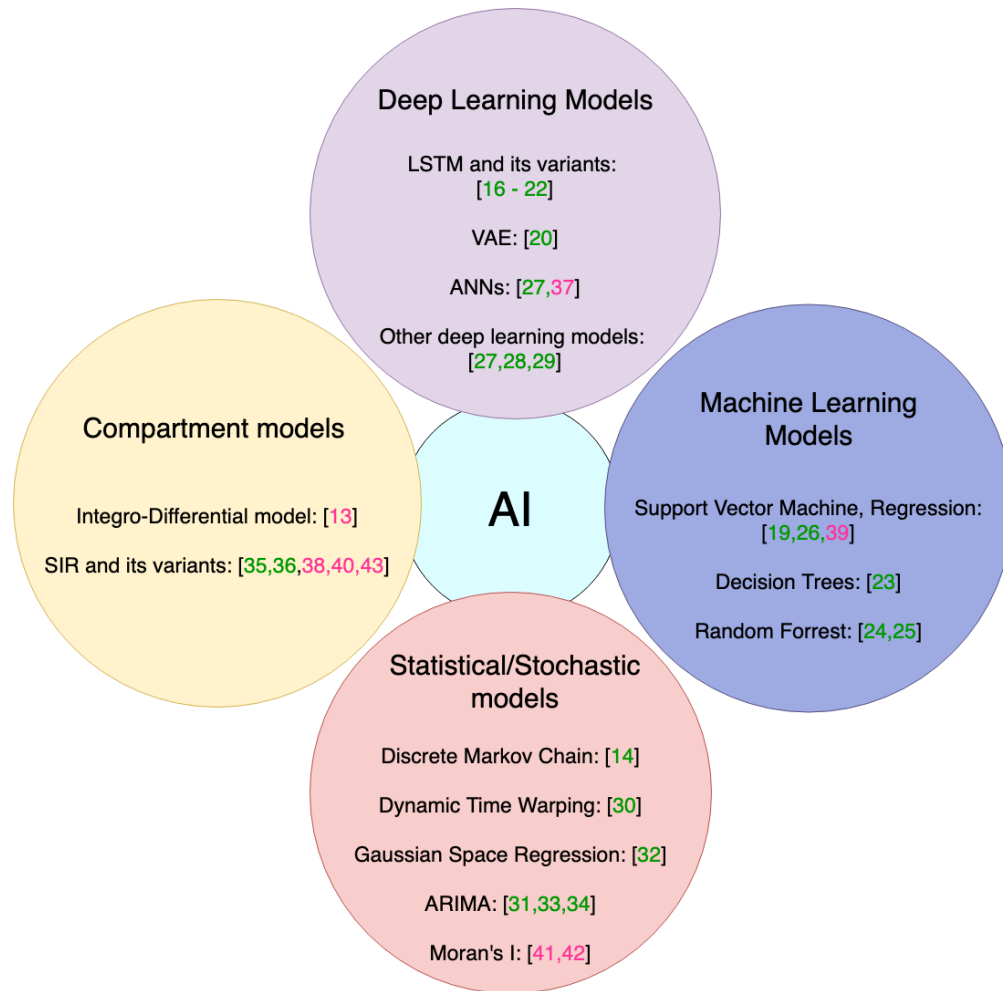 Deep Learning Models
LSTM and its variants:
[16 - 22]
VAE: [20]
ANNs: [27,37]
Other deep learning models:
[27,28,29]
Compartment models
Integro-Differential model: [13]
SIR and its variants: [35,36,38,40,43]
AI
Machine Learning
Models
Support Vector Machine, Regression:
[19,26,39]
Decision Trees: [23]
Random Forrest: [24,25]
Statistical/Stochastic
models
Discrete Markov Chain: [14]
Dynamic Time Warping: [30]
Gaussian Space Regression: [32]
ARIMA: [31,33,34]
Moran's I: [41,42]